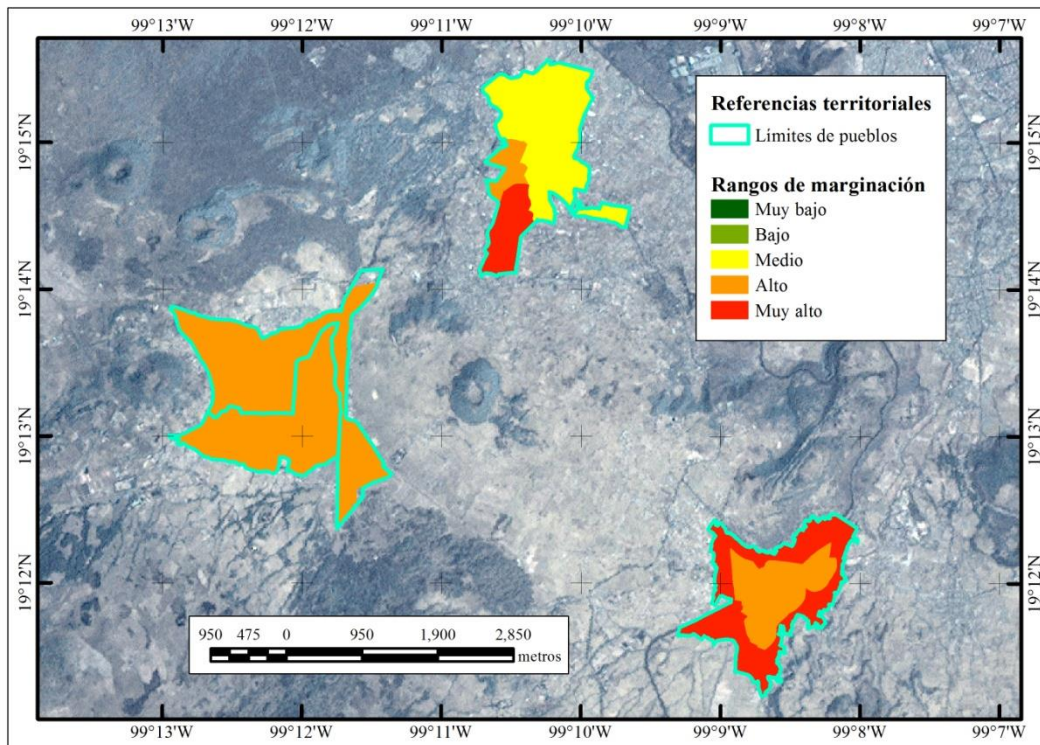 99°13'W 99°12'W 99°11'W 99°10'W 99°9'W 99°8'W 99°7'W
19°15'N 19°15'N
19°14'N 19°14'N
19°13'N 19°13'N
19°12'N 19°12'N
Referencias territoriales
Límites de pueblos
Rangos de marginación
Muy bajo
Bajo
Medio
Alto
Muy alto
950 475 0 950 1,900 2,850
metros
99°13'W 99°12'W 99°11'W 99°10'W 99°9'W 99°8'W 99°7'W